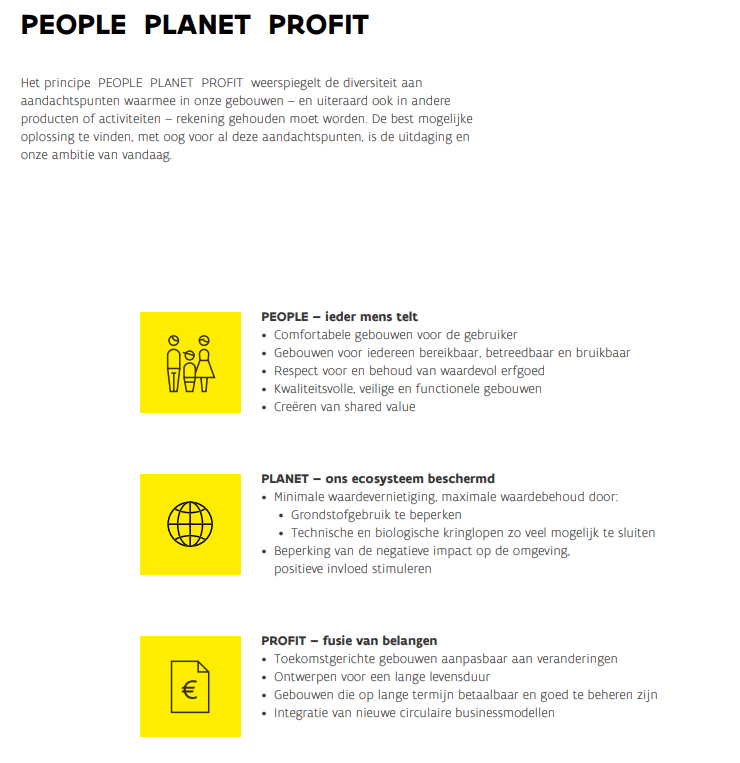 PEOPLE PLANET PROFIT
Het principe PEOPLE PLANET PROFIT weerspiegelt de diversiteit aan
aandachtspunten waarmee in onze gebouwen – en uiteraard ook in andere
producten of activiteiten – rekening gehouden moet worden. De best mogelijke
oplossing te vinden, met oog voor al deze aandachtspunten, is de uitdaging en
onze ambitie van vandaag.
PEOPLE – ieder mens telt
• Comfortabele gebouwen voor de gebruiker
• Gebouwen voor iedereen bereikbaar, betreedbaar en bruikbaar
• Respect voor en behoud van waardevol erfgoed
• Kwaliteitsvolle, veilige en functionele gebouwen
• Creëren van shared value
PLANET – ons ecosysteem beschermd
• Minimale waardevernietiging, maximale waardebehoud door:
• Grondstofgebruik te beperken
• Technische en biologische kringlopen zo veel mogelijk te sluiten
• Beperking van de negatieve impact op de omgeving,
positieve invloed stimuleren
€
PROFIT – fusie van belangen
• Toekomstgerichte gebouwen aanpasbaar aan veranderingen
• Ontwerpen voor een lange levensduur
• Gebouwen die op lange termijn betaalbaar en goed te beheren zijn
• Integratie van nieuwe circulaire businessmodellen